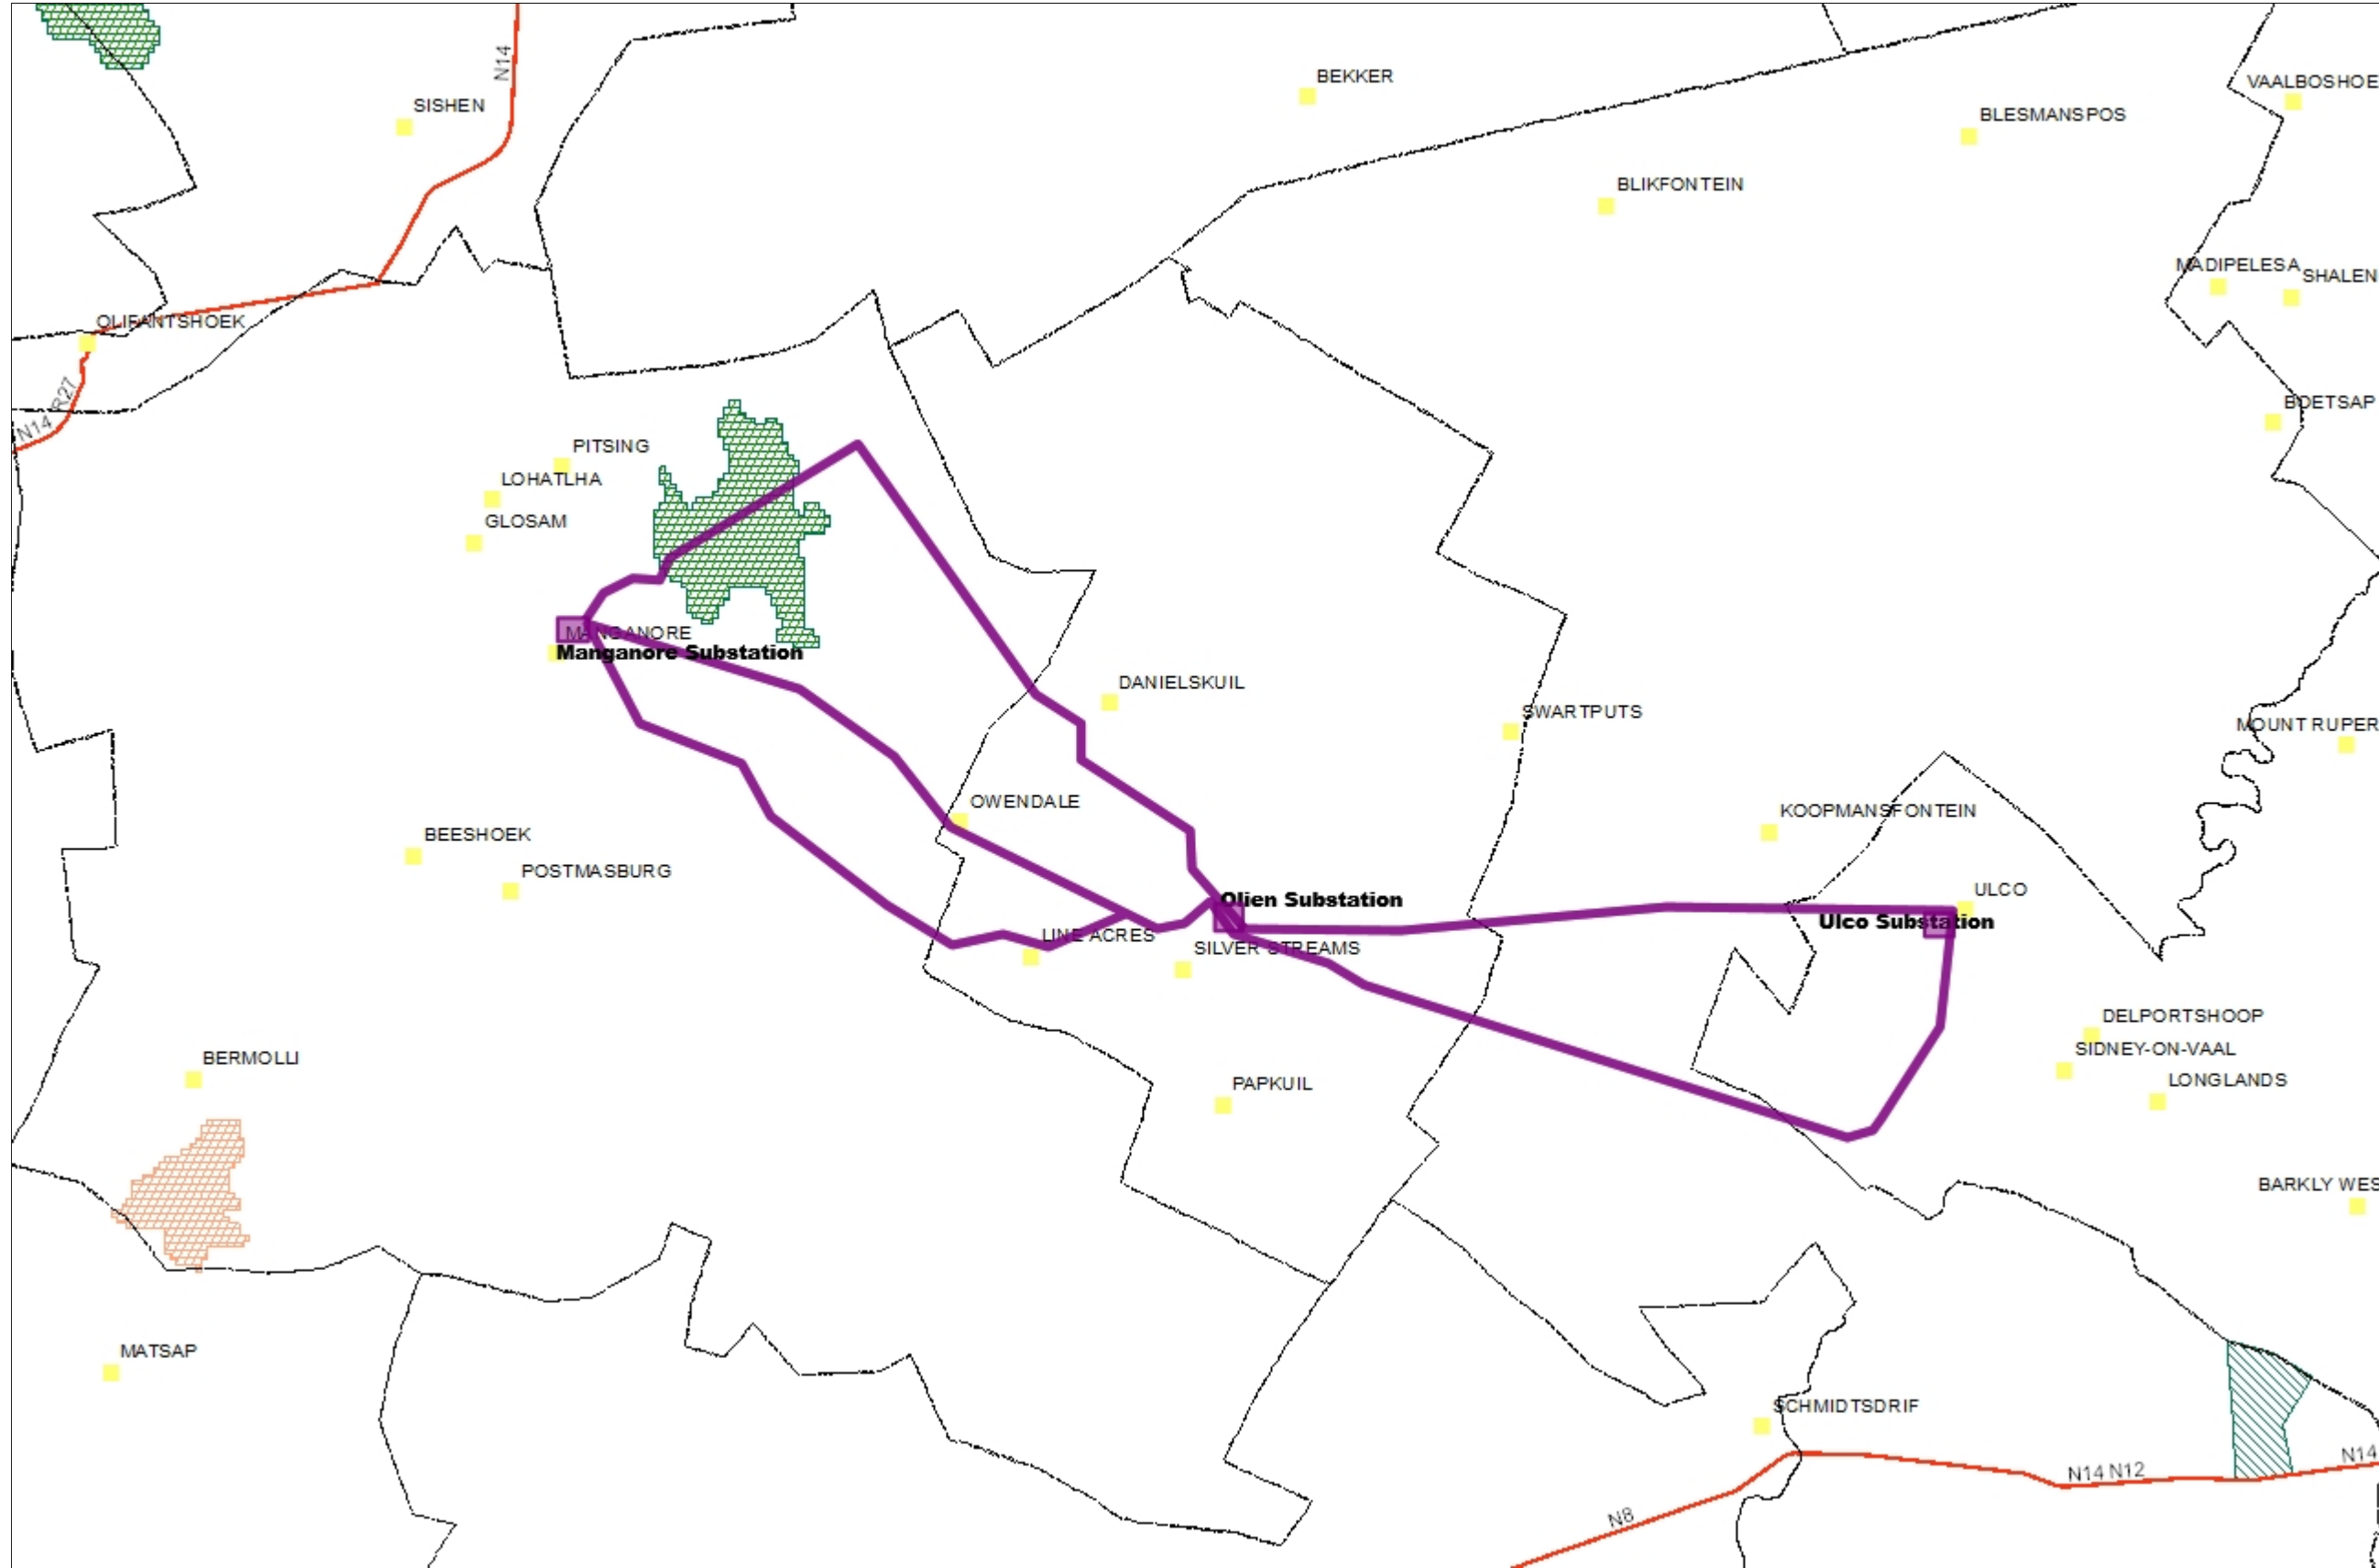 N14
BEKKER
VAALBOSHOE
SISHEN
BLESMANSPOS
BLIKFONTEIN
MADIPELESA
SHALEN
OLIFANTSHOEK
R27
N14
BOETSAP
PITSING
LOHATLHA
GLOSAM
MANGANORE
Manganore Substation
DANIELSKUIL
SWARTPUTS
MOUNT RUPER
OWENDALE
KOOPMANSFONTEIN
BEESHOEK
POSTMASBURG
ULCO
Olien Substation
Ulco Substation
LINE ACRES
SILVER STREAMS
DELPORTSHOOP
SIDNEY-ON-VAAL
BERMOLLI
LONGLANDS
PAPKUIL
BARKLY WES
MATSAP
SCHMIDTSDRIF
N14
N14 N12
N8